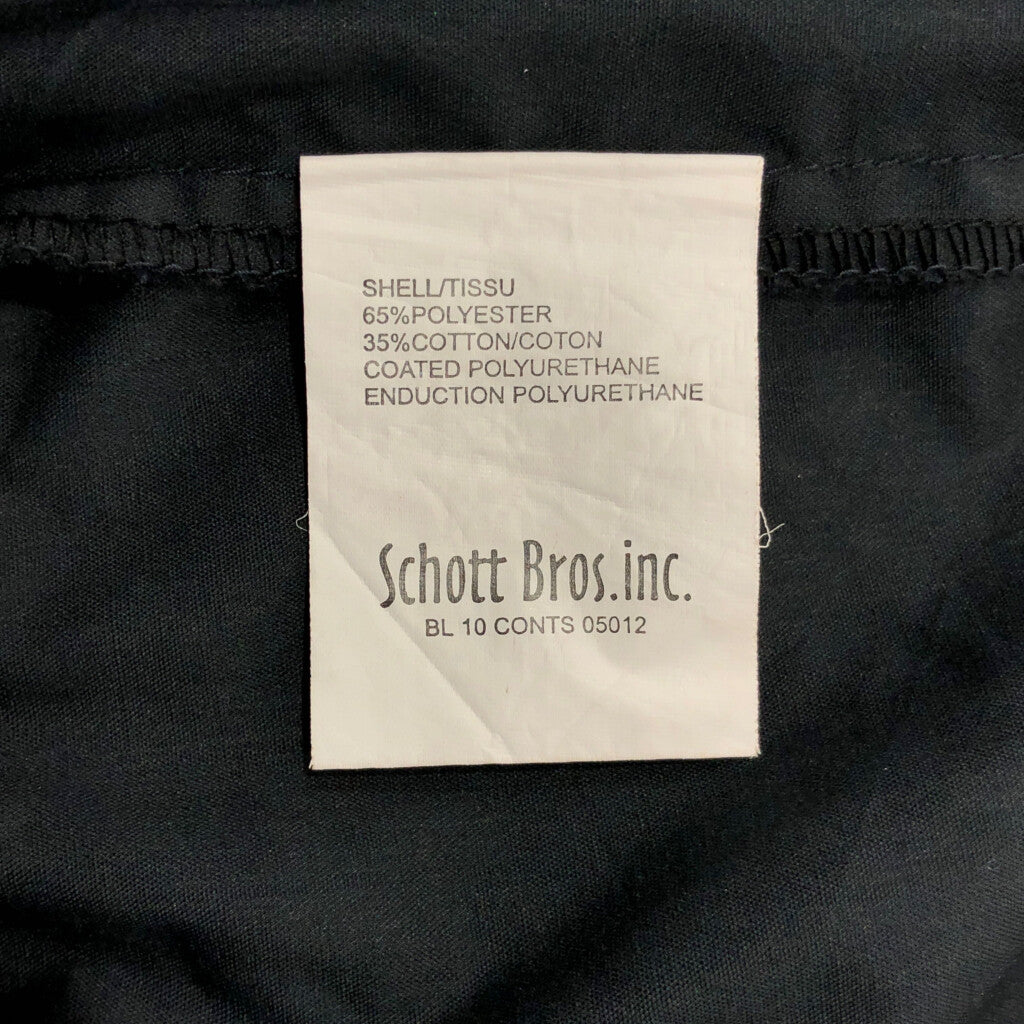 SHELL/TISSU
65%POLYESTER
35%COTTON/COTON
COATED POLYURETHANE
ENDUCTION POLYURETHANE
Schott Bros.inc.
BL 10 CONTS 05012